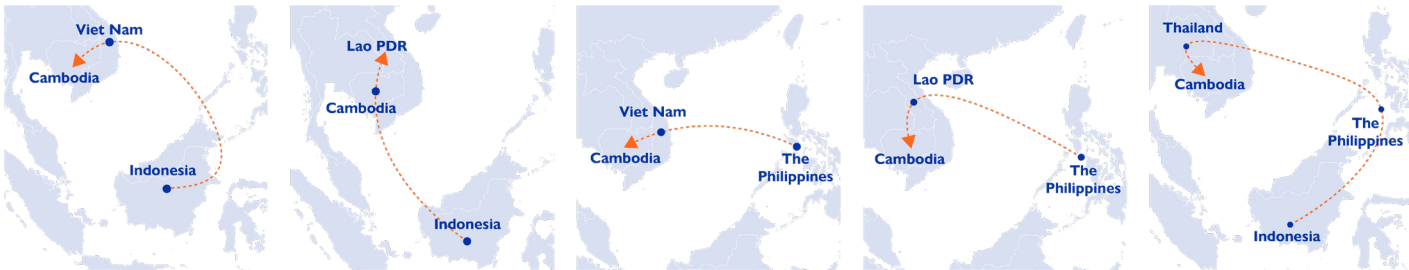 Viet Nam
Cambodia
Indonesia
Lao PDR
Cambodia
Indonesia
Viet Nam
Cambodia
The
Philippines
Lao PDR
Cambodia
The
Philippines
Thailand
Cambodia
The
Philippines
Indonesia